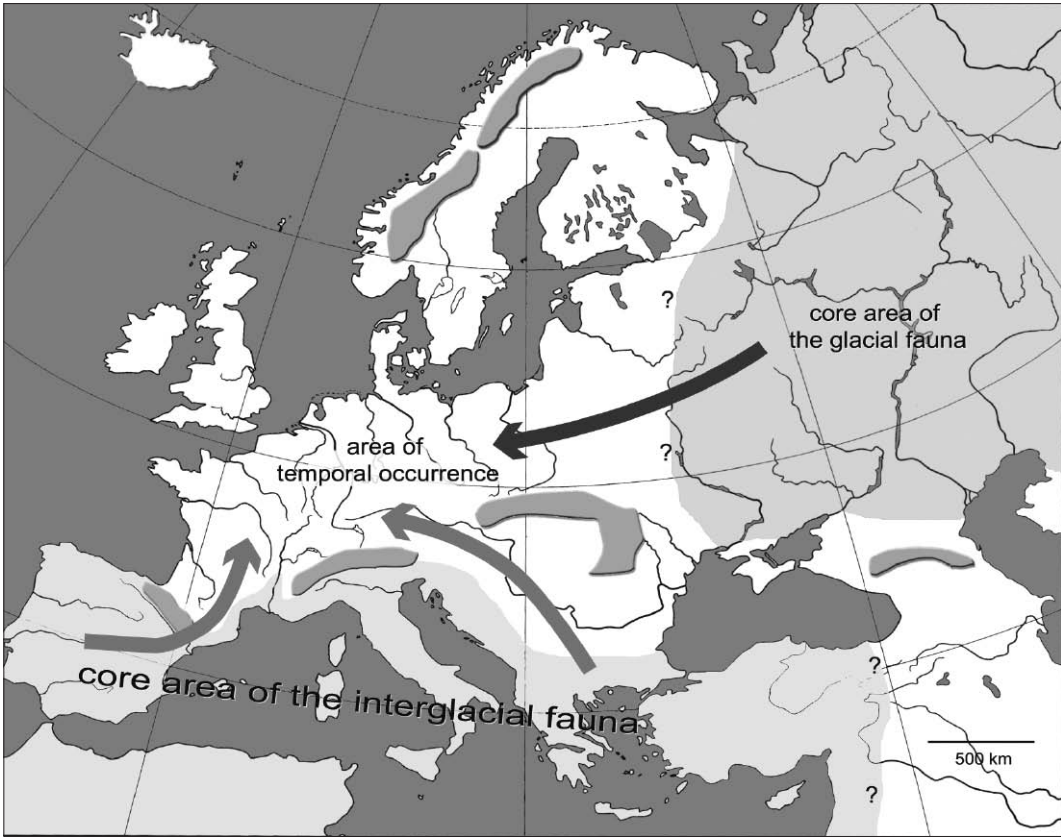 ?
core area of
the glacial fauna
?
area of
temporal occurrence
core area of the interglacial fauna
?
500 km
?